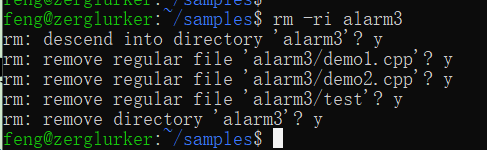 feng@zerglurker:~/samples$
feng@zerglurker:~/samples$ rm -ri alarm3
rm: descend into directory 'alarm3'? y
rm: remove regular file 'alarm3/demo1.cpp'? y
rm: remove regular file 'alarm3/demo2.cpp'? y
rm: remove regular file 'alarm3/test'? y
rm: remove directory 'alarm3'? y
feng@zerglurker:~/samples$